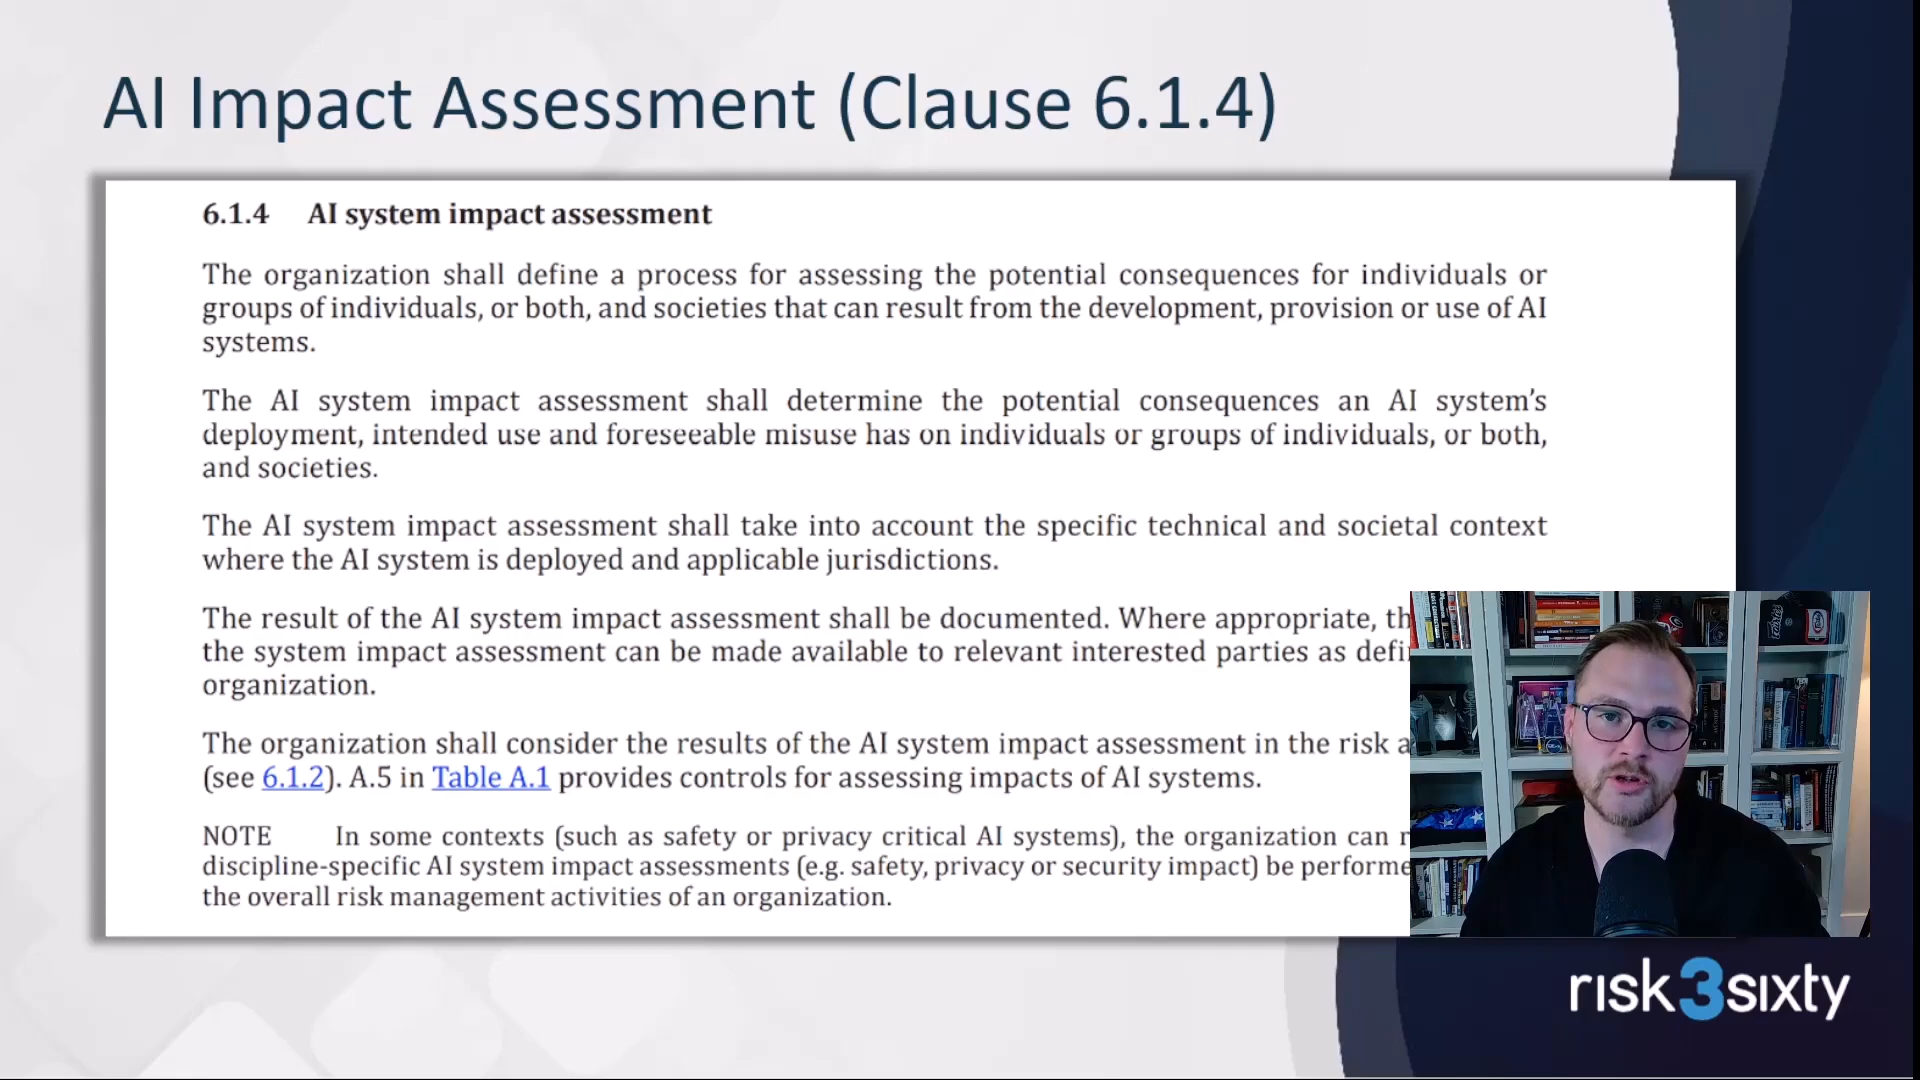 AI Impact Assessment (Clause 6.1.4)
6.1.4 AI system impact assessment
The organization shall define a process for assessing the potential consequences for individuals or
groups of individuals, or both, and societies that can result from the development, provision or use of AI
systems.
The AI system impact assessment shall determine the potential consequences an AI system’s
deployment, intended use and foreseeable misuse has on individuals or groups of individuals, or both,
and societies.
The AI system impact assessment shall take into account the specific technical and societal context
where the AI system is deployed and applicable jurisdictions.
The result of the AI system impact assessment shall be documented. Where appropriate, th
the system impact assessment can be made available to relevant interested parties as defi
organization.
The organization shall consider the results of the AI system impact assessment in the risk a
(see 6.1.2). A.5 in Table A.1 provides controls for assessing impacts of AI systems.
NOTE In some contexts (such as safety or privacy critical AI systems), the organization can r
discipline-specific AI system impact assessments (e.g. safety, privacy or security impact) be performe
the overall risk management activities of an organization.
risk3sixty